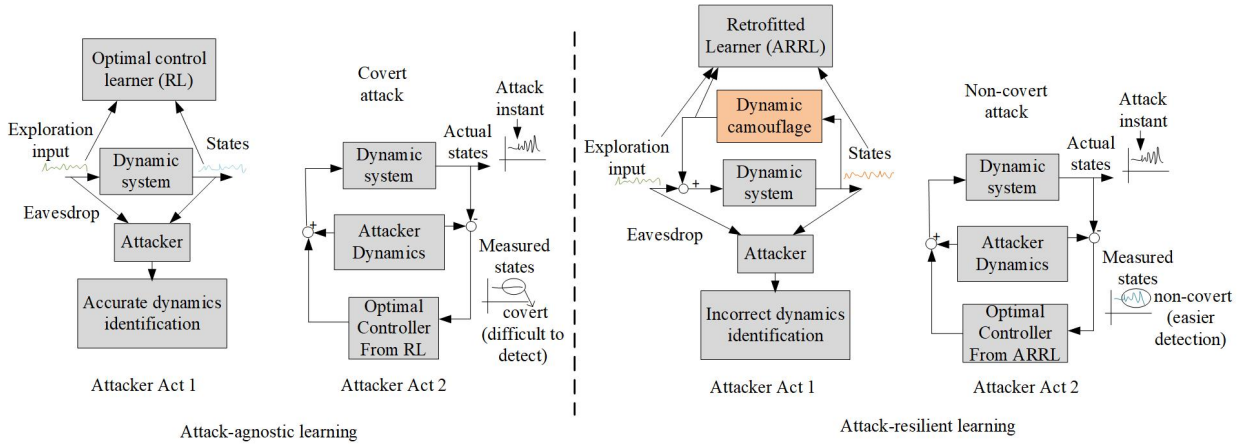 Optimal control
learner (RL)
Exploration
input
States
Dynamic
system
Eavesdrop
Attacker
Accurate dynamics
identification
Attacker Act 1
Covert
attack
Attack
instant
Actual
states
Dynamic
system
+
-
Attacker
Dynamics
Measured
states
covert
(difficult to
detect)
Optimal
Controller
From RL
Attacker Act 2
Attack-agnostic learning
Retrofitted
Learner (ARRL)
Dynamic
camouflage
Exploration
input
States
+
Dynamic
system
Eavesdrop
Attacker
Incorrect dynamics
identification
Attacker Act 1
Non-covert
attack
Attack
instant
Actual
states
Dynamic
system
+
-
Attacker
Dynamics
Measured
states
non-covert
(easier
detection)
Optimal
Controller
From ARRL
Attacker Act 2
Attack-resilient learning